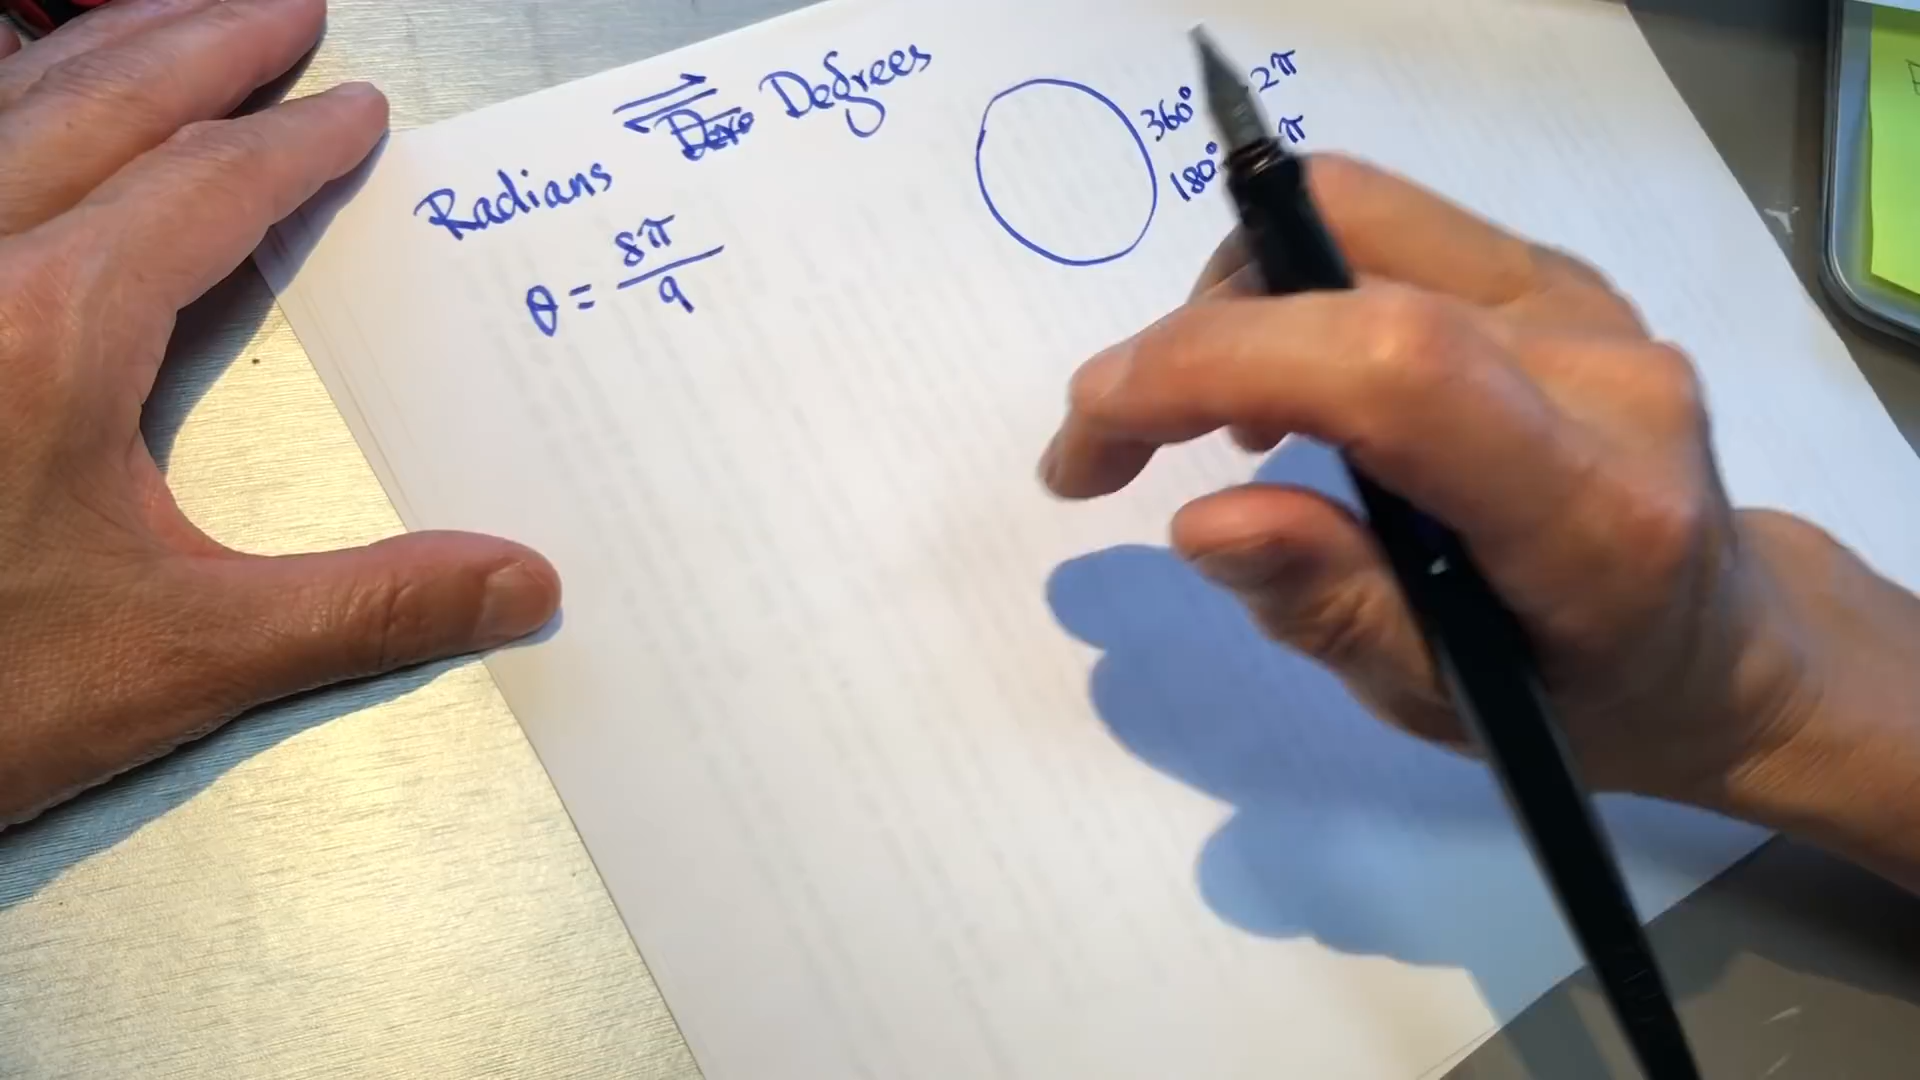 Radians ⇌ Degrees
θ = 8π/9
360° 2π
180° π